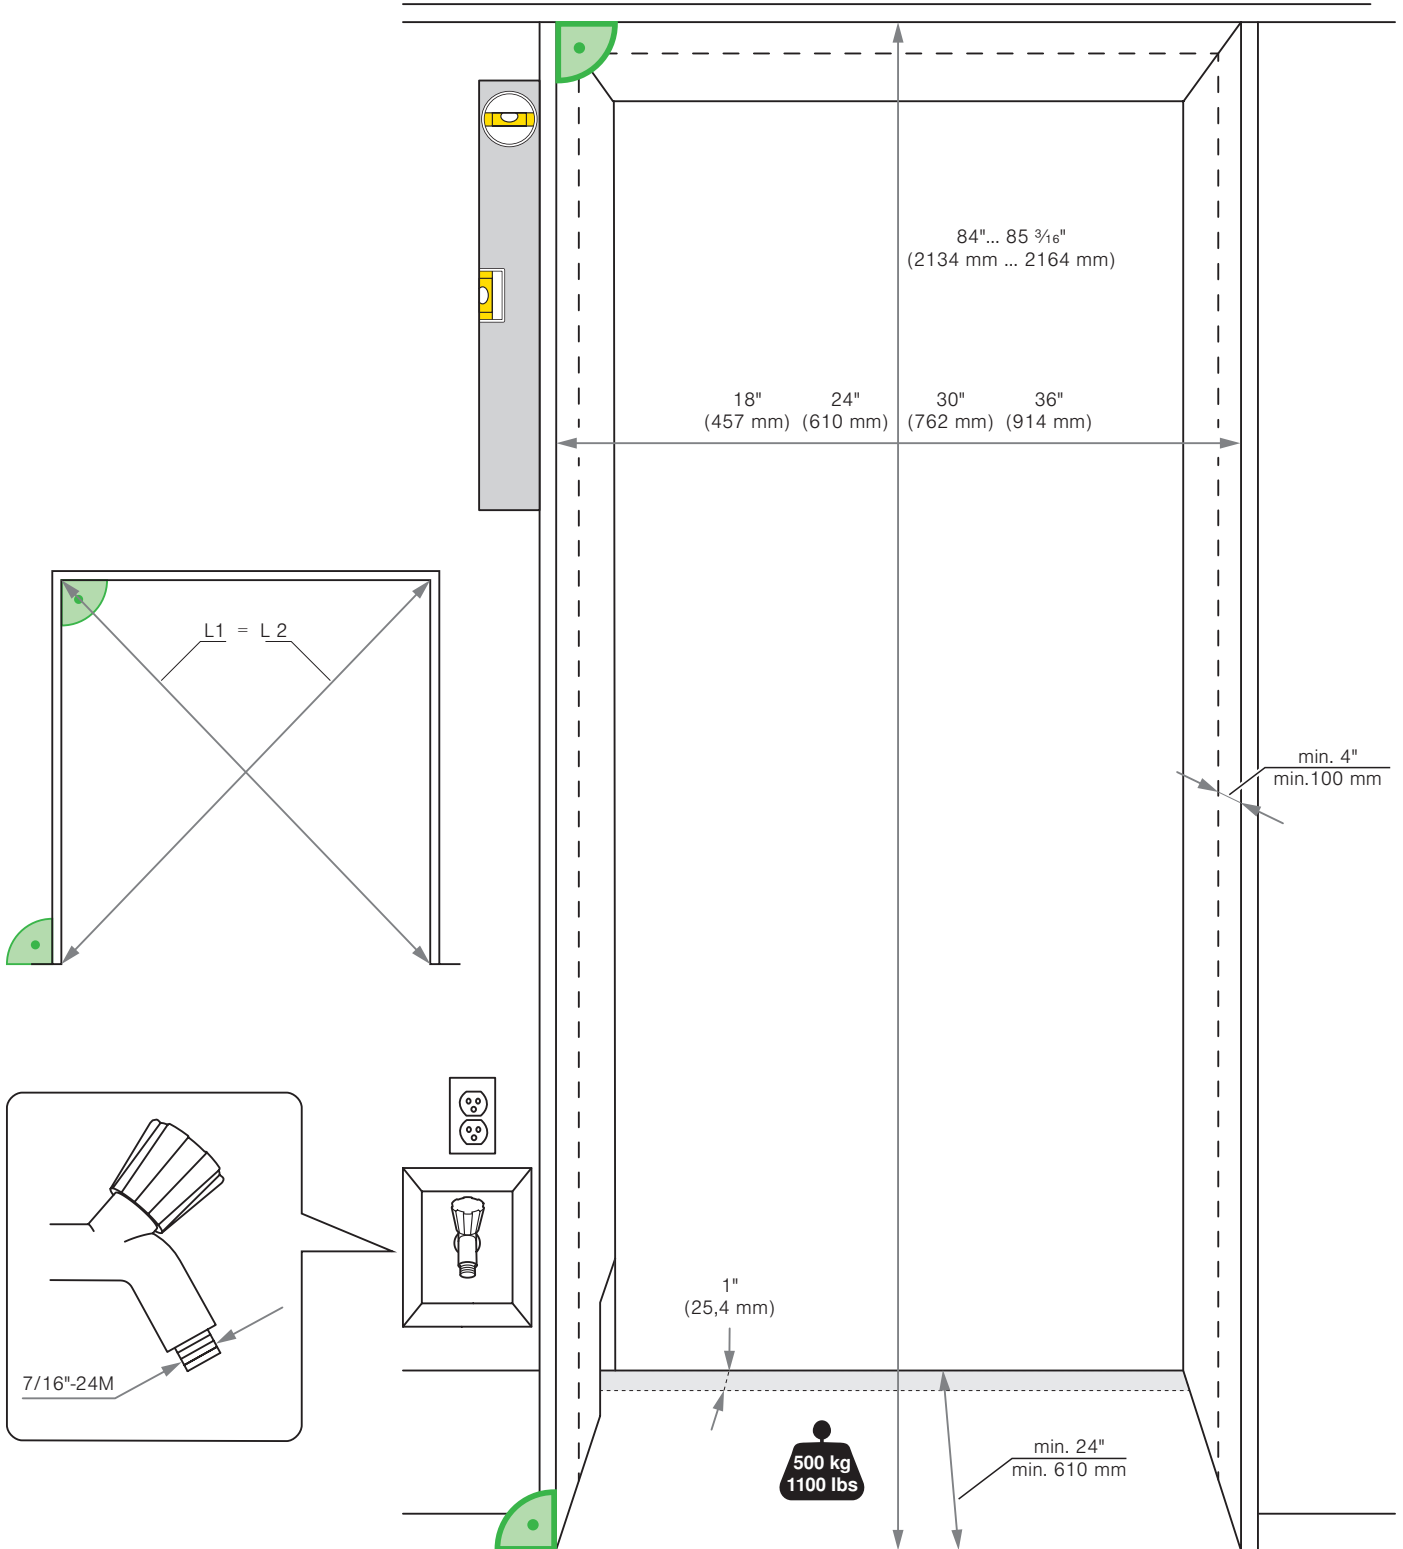 84"... 85 ³⁄₁₆"
(2134 mm ... 2164 mm)
18" 24" 30" 36"
(457 mm) (610 mm) (762 mm) (914 mm)
L1 = L 2
min. 4"
min.100 mm
1"
(25,4 mm)
7/16"-24M
500 kg
1100 lbs
min. 24"
min. 610 mm